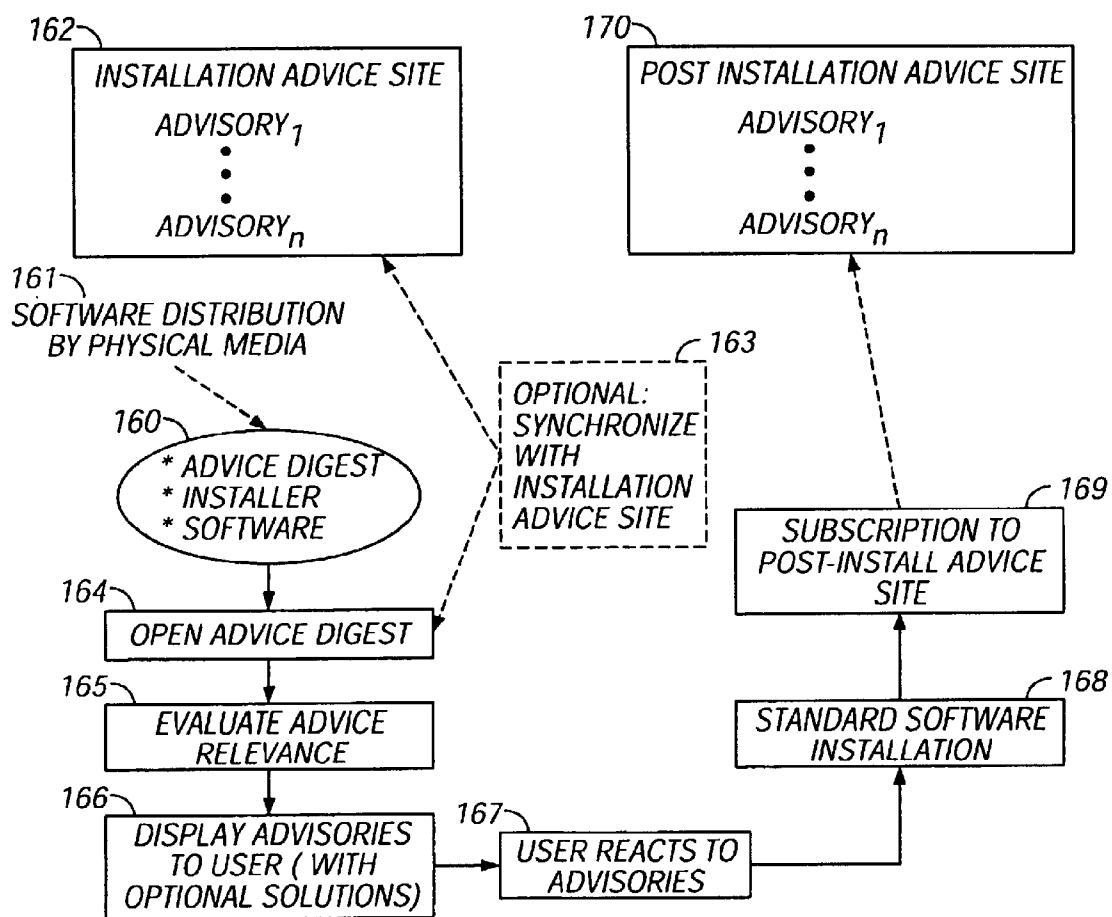 162
INSTALLATION ADVICE SITE
ADVISORY1
ADVISORYn
170
POST INSTALLATION ADVICE SITE
ADVISORY1
ADVISORYn
161
SOFTWARE DISTRIBUTION
BY PHYSICAL MEDIA
163
OPTIONAL:
SYNCHRONIZE
WITH
INSTALLATION
ADVICE SITE
160
* ADVICE DIGEST
* INSTALLER
* SOFTWARE
164
OPEN ADVICE DIGEST
165
EVALUATE ADVICE
RELEVANCE
166
DISPLAY ADVISORIES
TO USER ( WITH
OPTIONAL SOLUTIONS)
167
USER REACTS TO
ADVISORIES
168
STANDARD SOFTWARE
INSTALLATION
169
SUBSCRIPTION TO
POST-INSTALL ADVICE
SITE